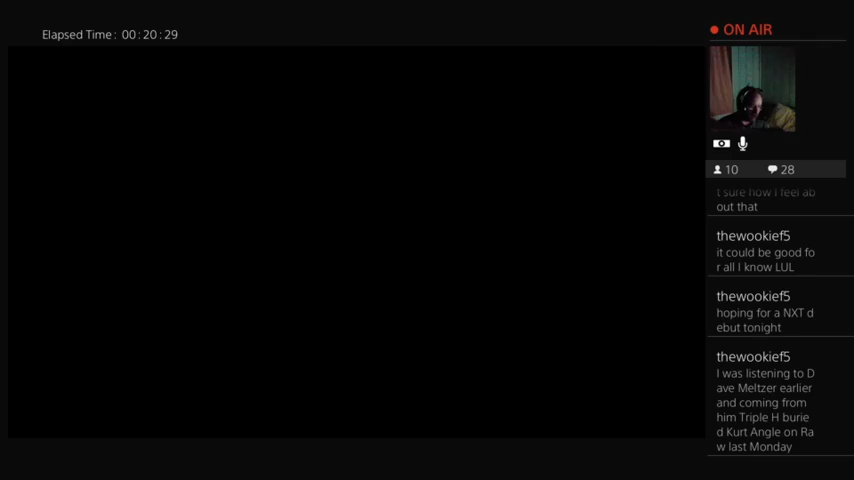 Elapsed Time: 00:20:29
ON AIR
10 28
t sure how I feel ab
out that
thewookief5
it could be good fo
r all I know LUL
thewookief5
hoping for a NXT d
ebut tonight
thewookief5
I was listening to D
ave Meltzer earlier
and coming from
him Triple H burie
d Kurt Angle on Ra
w last Monday